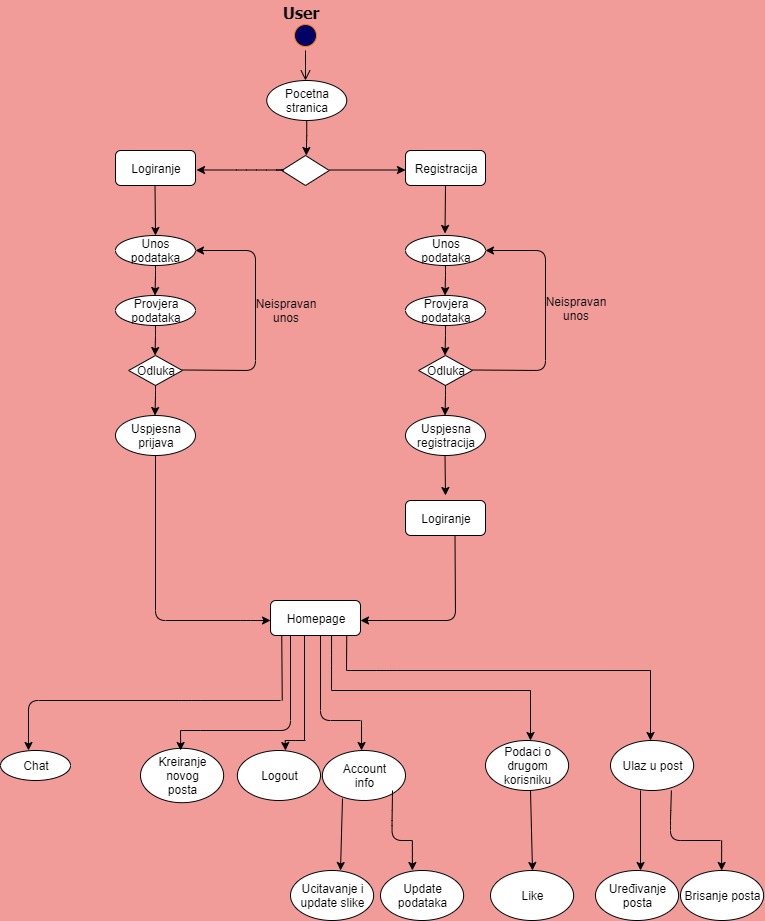 User
Pocetna
stranica
Logiranje
Registracija
Unos
podataka
Unos
podataka
Neispravan
unos
Neispravan
unos
Provjera
podataka
Provjera
podataka
Odluka
Odluka
Uspjesna
prijava
Uspjesna
registracija
Logiranje
Homepage
Chat
Kreiranje
novog
posta
Logout
Account
info
Podaci o
drugom
korisniku
Ulaz u post
Ucitavanje i
update slike
Update
podataka
Like
Uređivanje
posta
Brisanje posta